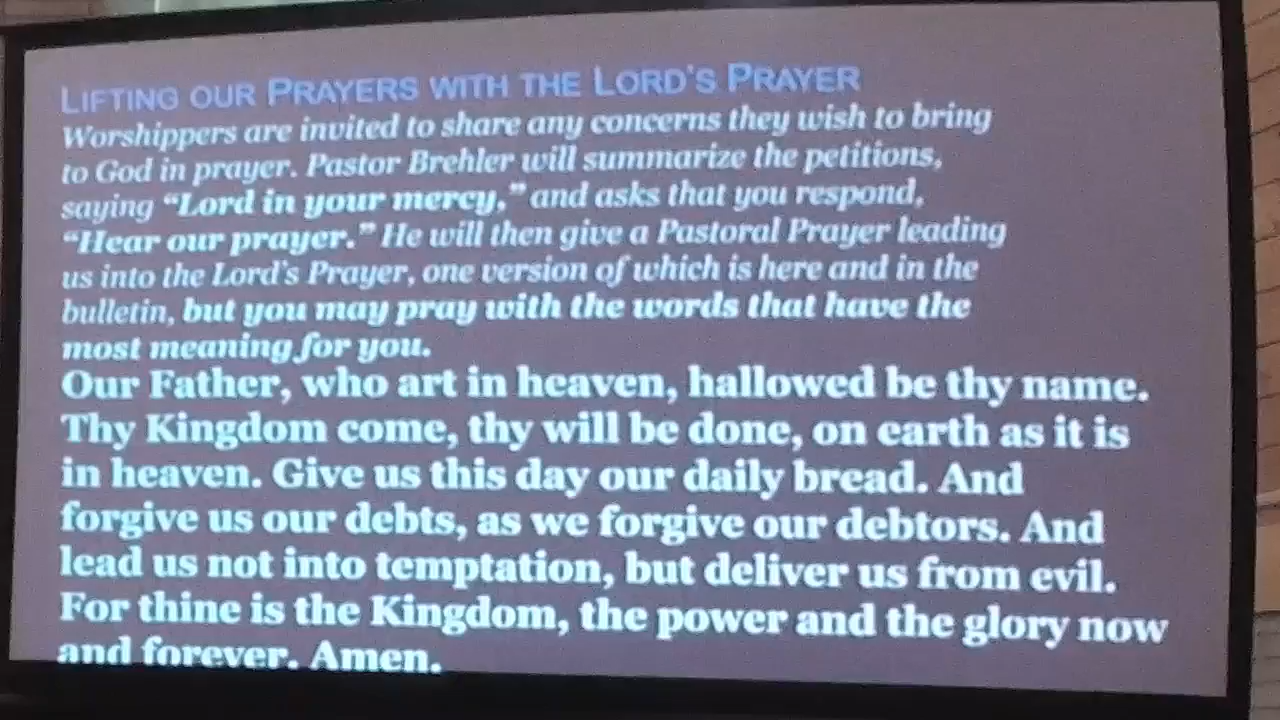 LIFTING OUR PRAYERS WITH THE LORD'S PRAYER
Worshippers are invited to share any concerns they wish to bring
to God in prayer. Pastor Brehler will summarize the petitions,
saying “Lord in your mercy,” and asks that you respond,
“Hear our prayer.” He will then give a Pastoral Prayer leading
us into the Lord's Prayer, one version of which is here and in the
bulletin, but you may pray with the words that have the
most meaning for you.
Our Father, who art in heaven, hallowed be thy name.
Thy Kingdom come, thy will be done, on earth as it is
in heaven. Give us this day our daily bread. And
forgive us our debts, as we forgive our debtors. And
lead us not into temptation, but deliver us from evil.
For thine is the Kingdom, the power and the glory now
and forever. Amen.